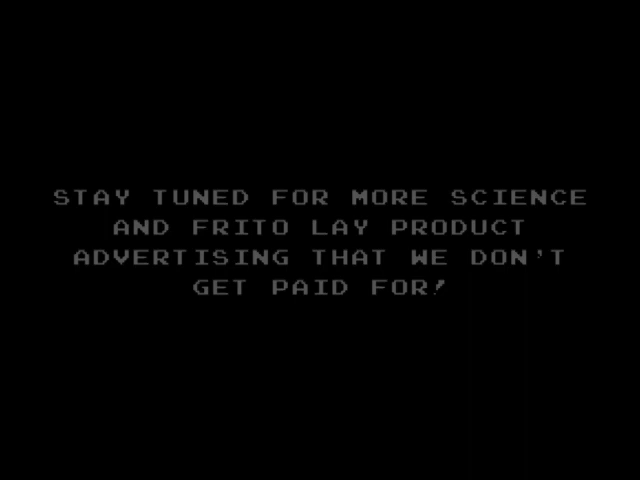 STAY TUNED FOR MORE SCIENCE
AND FRITO LAY PRODUCT
ADVERTISING THAT WE DON'T
GET PAID FOR!